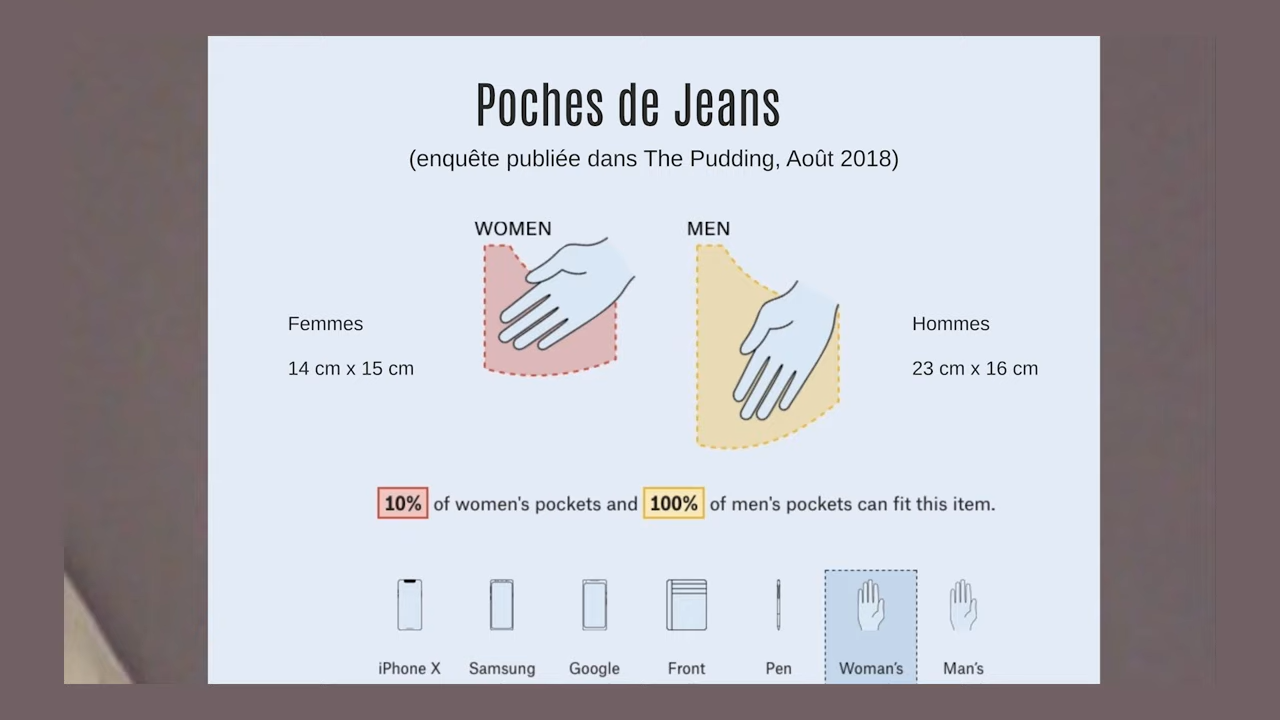 Poches de Jeans
(enquête publiée dans The Pudding, Août 2018)
WOMEN
MEN
Femmes
14 cm x 15 cm
Hommes
23 cm x 16 cm
10% of women's pockets and 100% of men's pockets can fit this item.
iPhone X Samsung Google Front Pen Woman's Man's